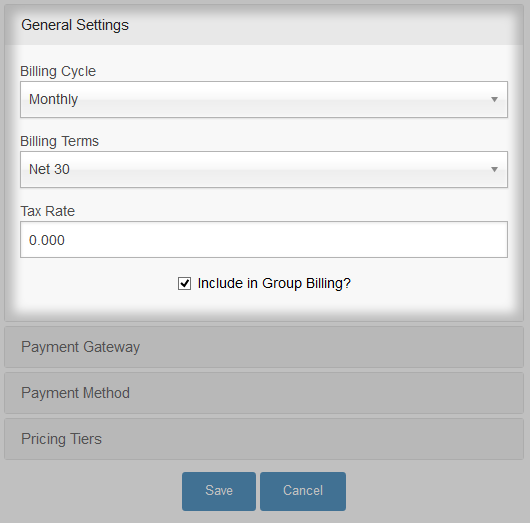 General Settings
Billing Cycle
Monthly
Billing Terms
Net 30
Tax Rate
0.000
Include in Group Billing?
Payment Gateway
Payment Method
Pricing Tiers
Save Cancel